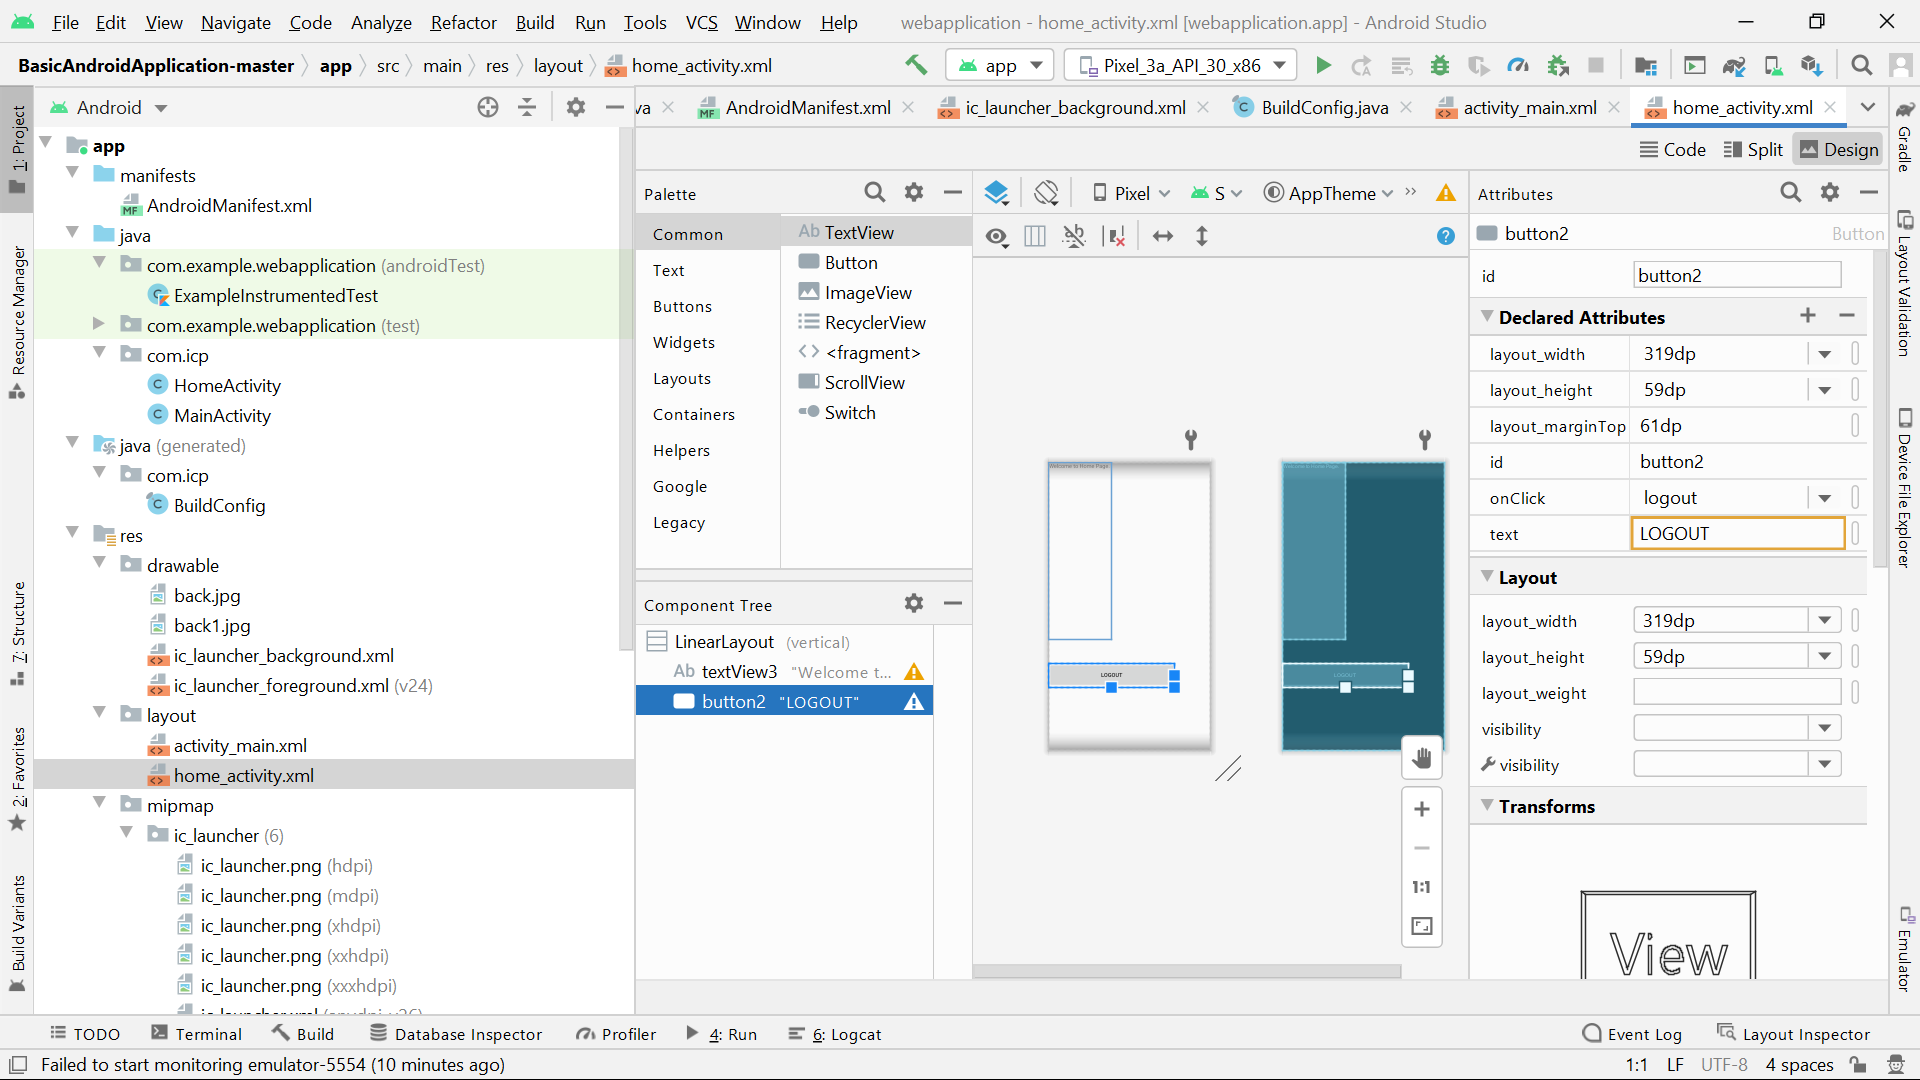 File Edit View Navigate Code Analyze Refactor Build Run Tools VCS Window Help webapplication - home_activity.xml [webapplication.app] - Android Studio
BasicAndroidApplication-master app src main res layout home_activity.xml app Pixel_3a_API_30_x86
Android
va AndroidManifest.xml ic_launcher_background.xml BuildConfig.java activity_main.xml home_activity.xml
Code Split Design
1: Project
Resource Manager
7: Structure
2: Favorites
Build Variants
app
manifests
AndroidManifest.xml
java
com.example.webapplication (androidTest)
ExampleInstrumentedTest
com.example.webapplication (test)
com.icp
HomeActivity
MainActivity
java (generated)
com.icp
BuildConfig
res
drawable
back.jpg
back1.jpg
ic_launcher_background.xml
ic_launcher_foreground.xml (v24)
layout
activity_main.xml
home_activity.xml
mipmap
ic_launcher (6)
ic_launcher.png (hdpi)
ic_launcher.png (mdpi)
ic_launcher.png (xhdpi)
ic_launcher.png (xxhdpi)
ic_launcher.png (xxxhdpi)
Palette
Common
Text
Buttons
Widgets
Layouts
Containers
Helpers
Google
Legacy
Ab TextView
Button
ImageView
RecyclerView
<fragment>
ScrollView
Switch
Component Tree
LinearLayout (vertical)
Ab textView3 "Welcome t...
button2 "LOGOUT"
Pixel S AppTheme
Welcome to Home Page
LOGOUT
Welcome to Home Page
LOGOUT
1:1
Attributes
button2 Button
id button2
Declared Attributes
layout_width 319dp
layout_height 59dp
layout_marginTop 61dp
id button2
onClick logout
text LOGOUT
Layout
layout_width 319dp
layout_height 59dp
layout_weight
visibility
visibility
Transforms
View
Gradle
Layout Validation
Device File Explorer
Emulator
TODO Terminal Build Database Inspector Profiler 4: Run 6: Logcat Event Log Layout Inspector
Failed to start monitoring emulator-5554 (10 minutes ago) 1:1 LF UTF-8 4 spaces